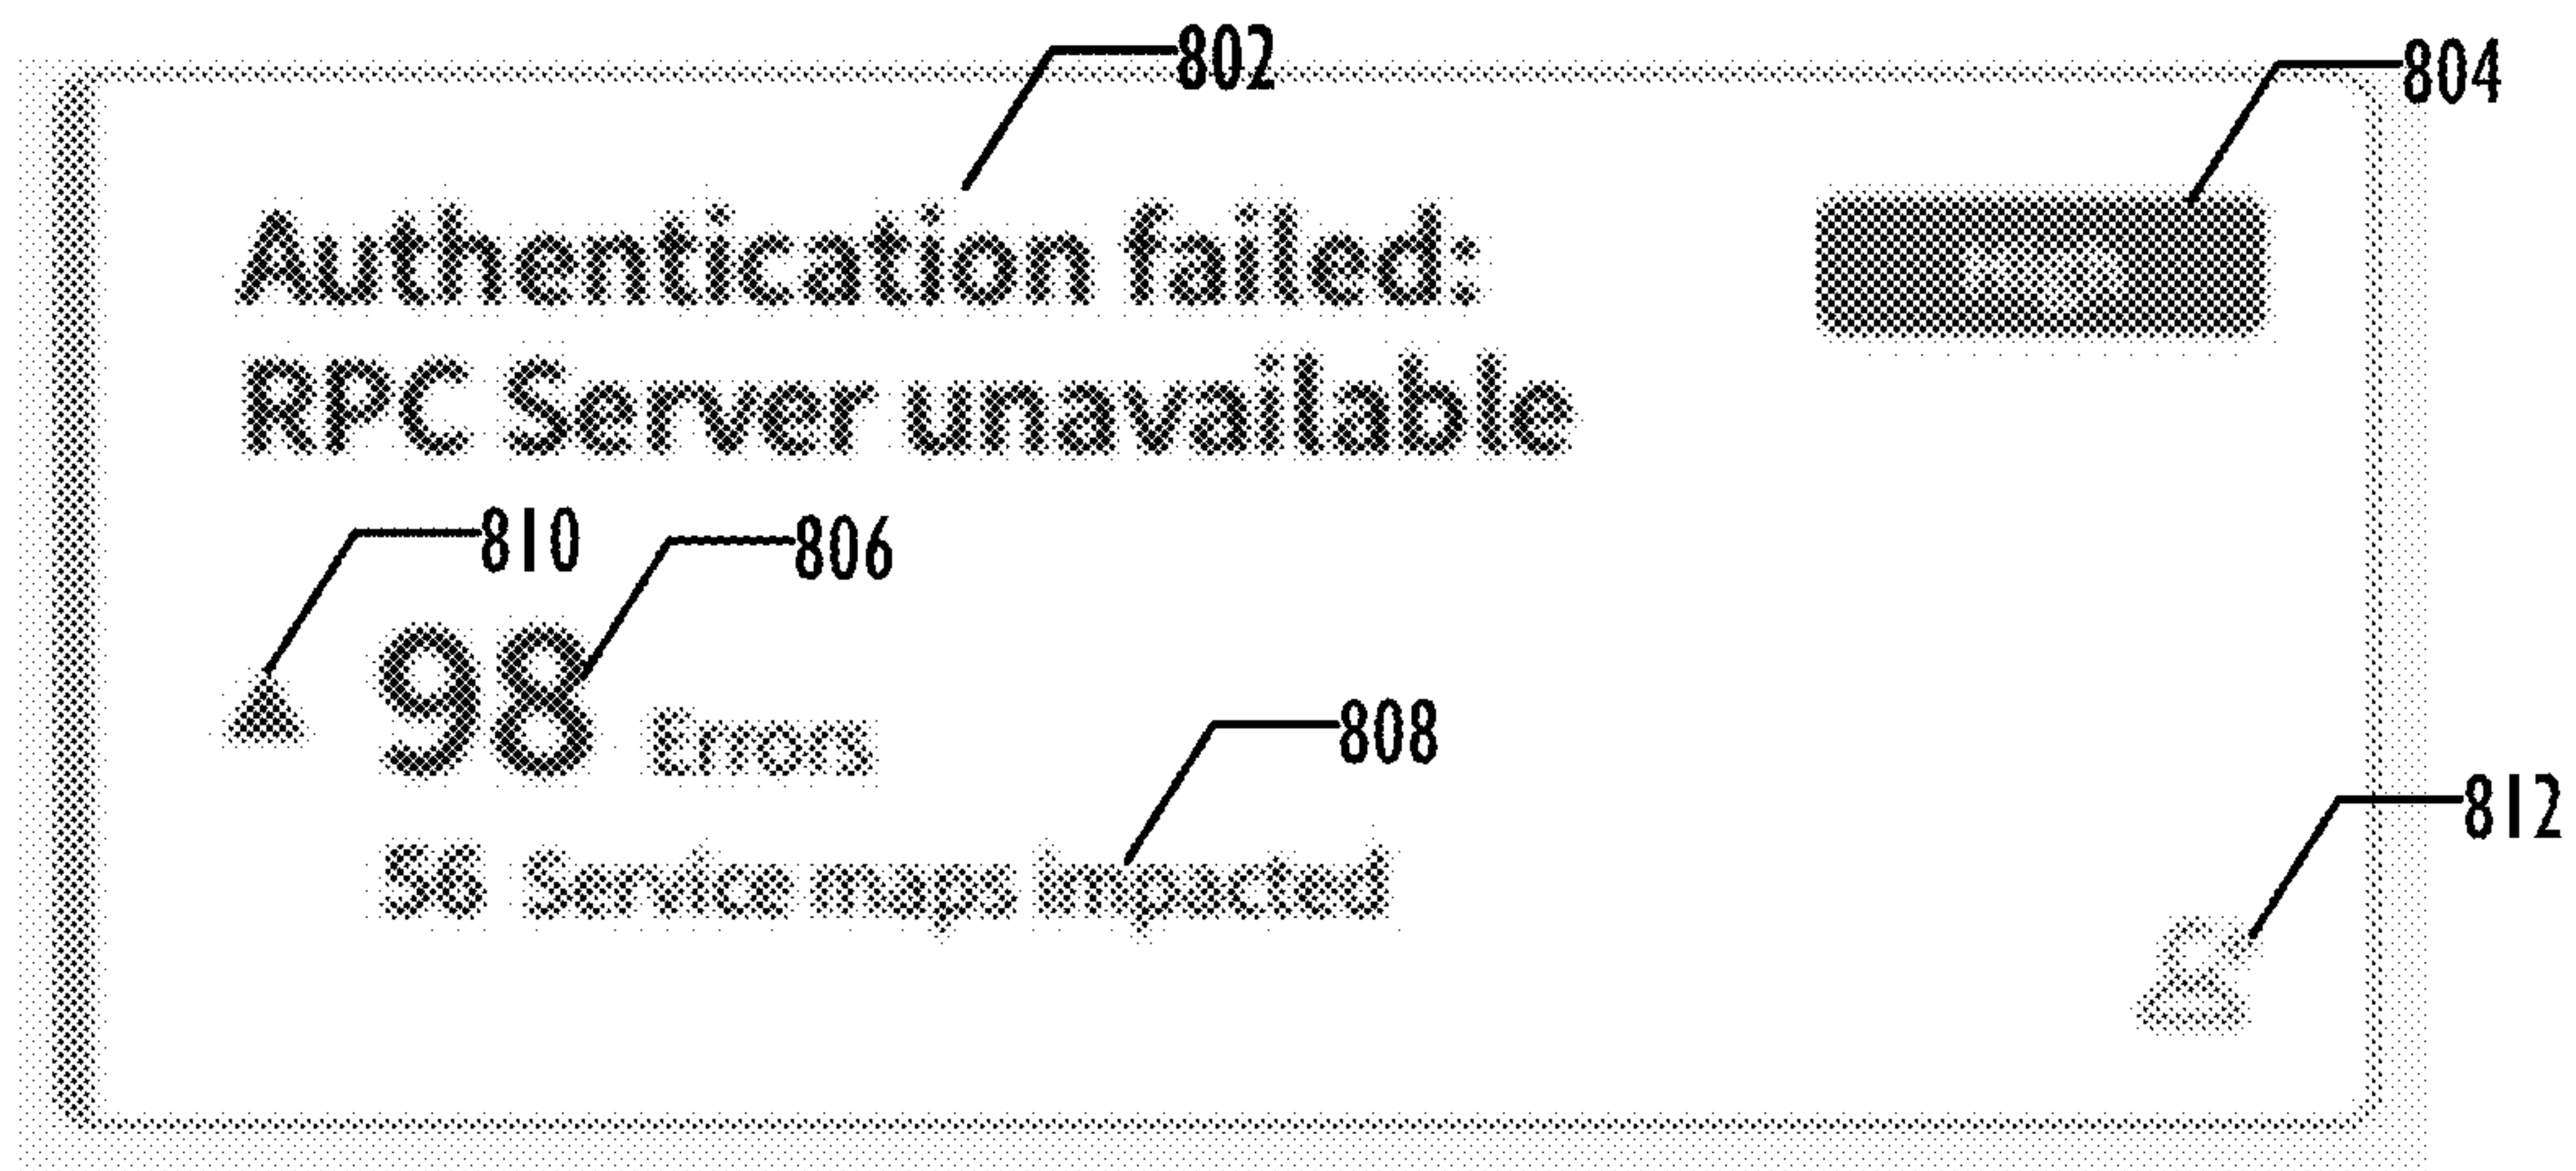 802
804
Authentication failed:
RPC Server unavailable
810
806
98 Errors
808
56 Service maps impacted
812